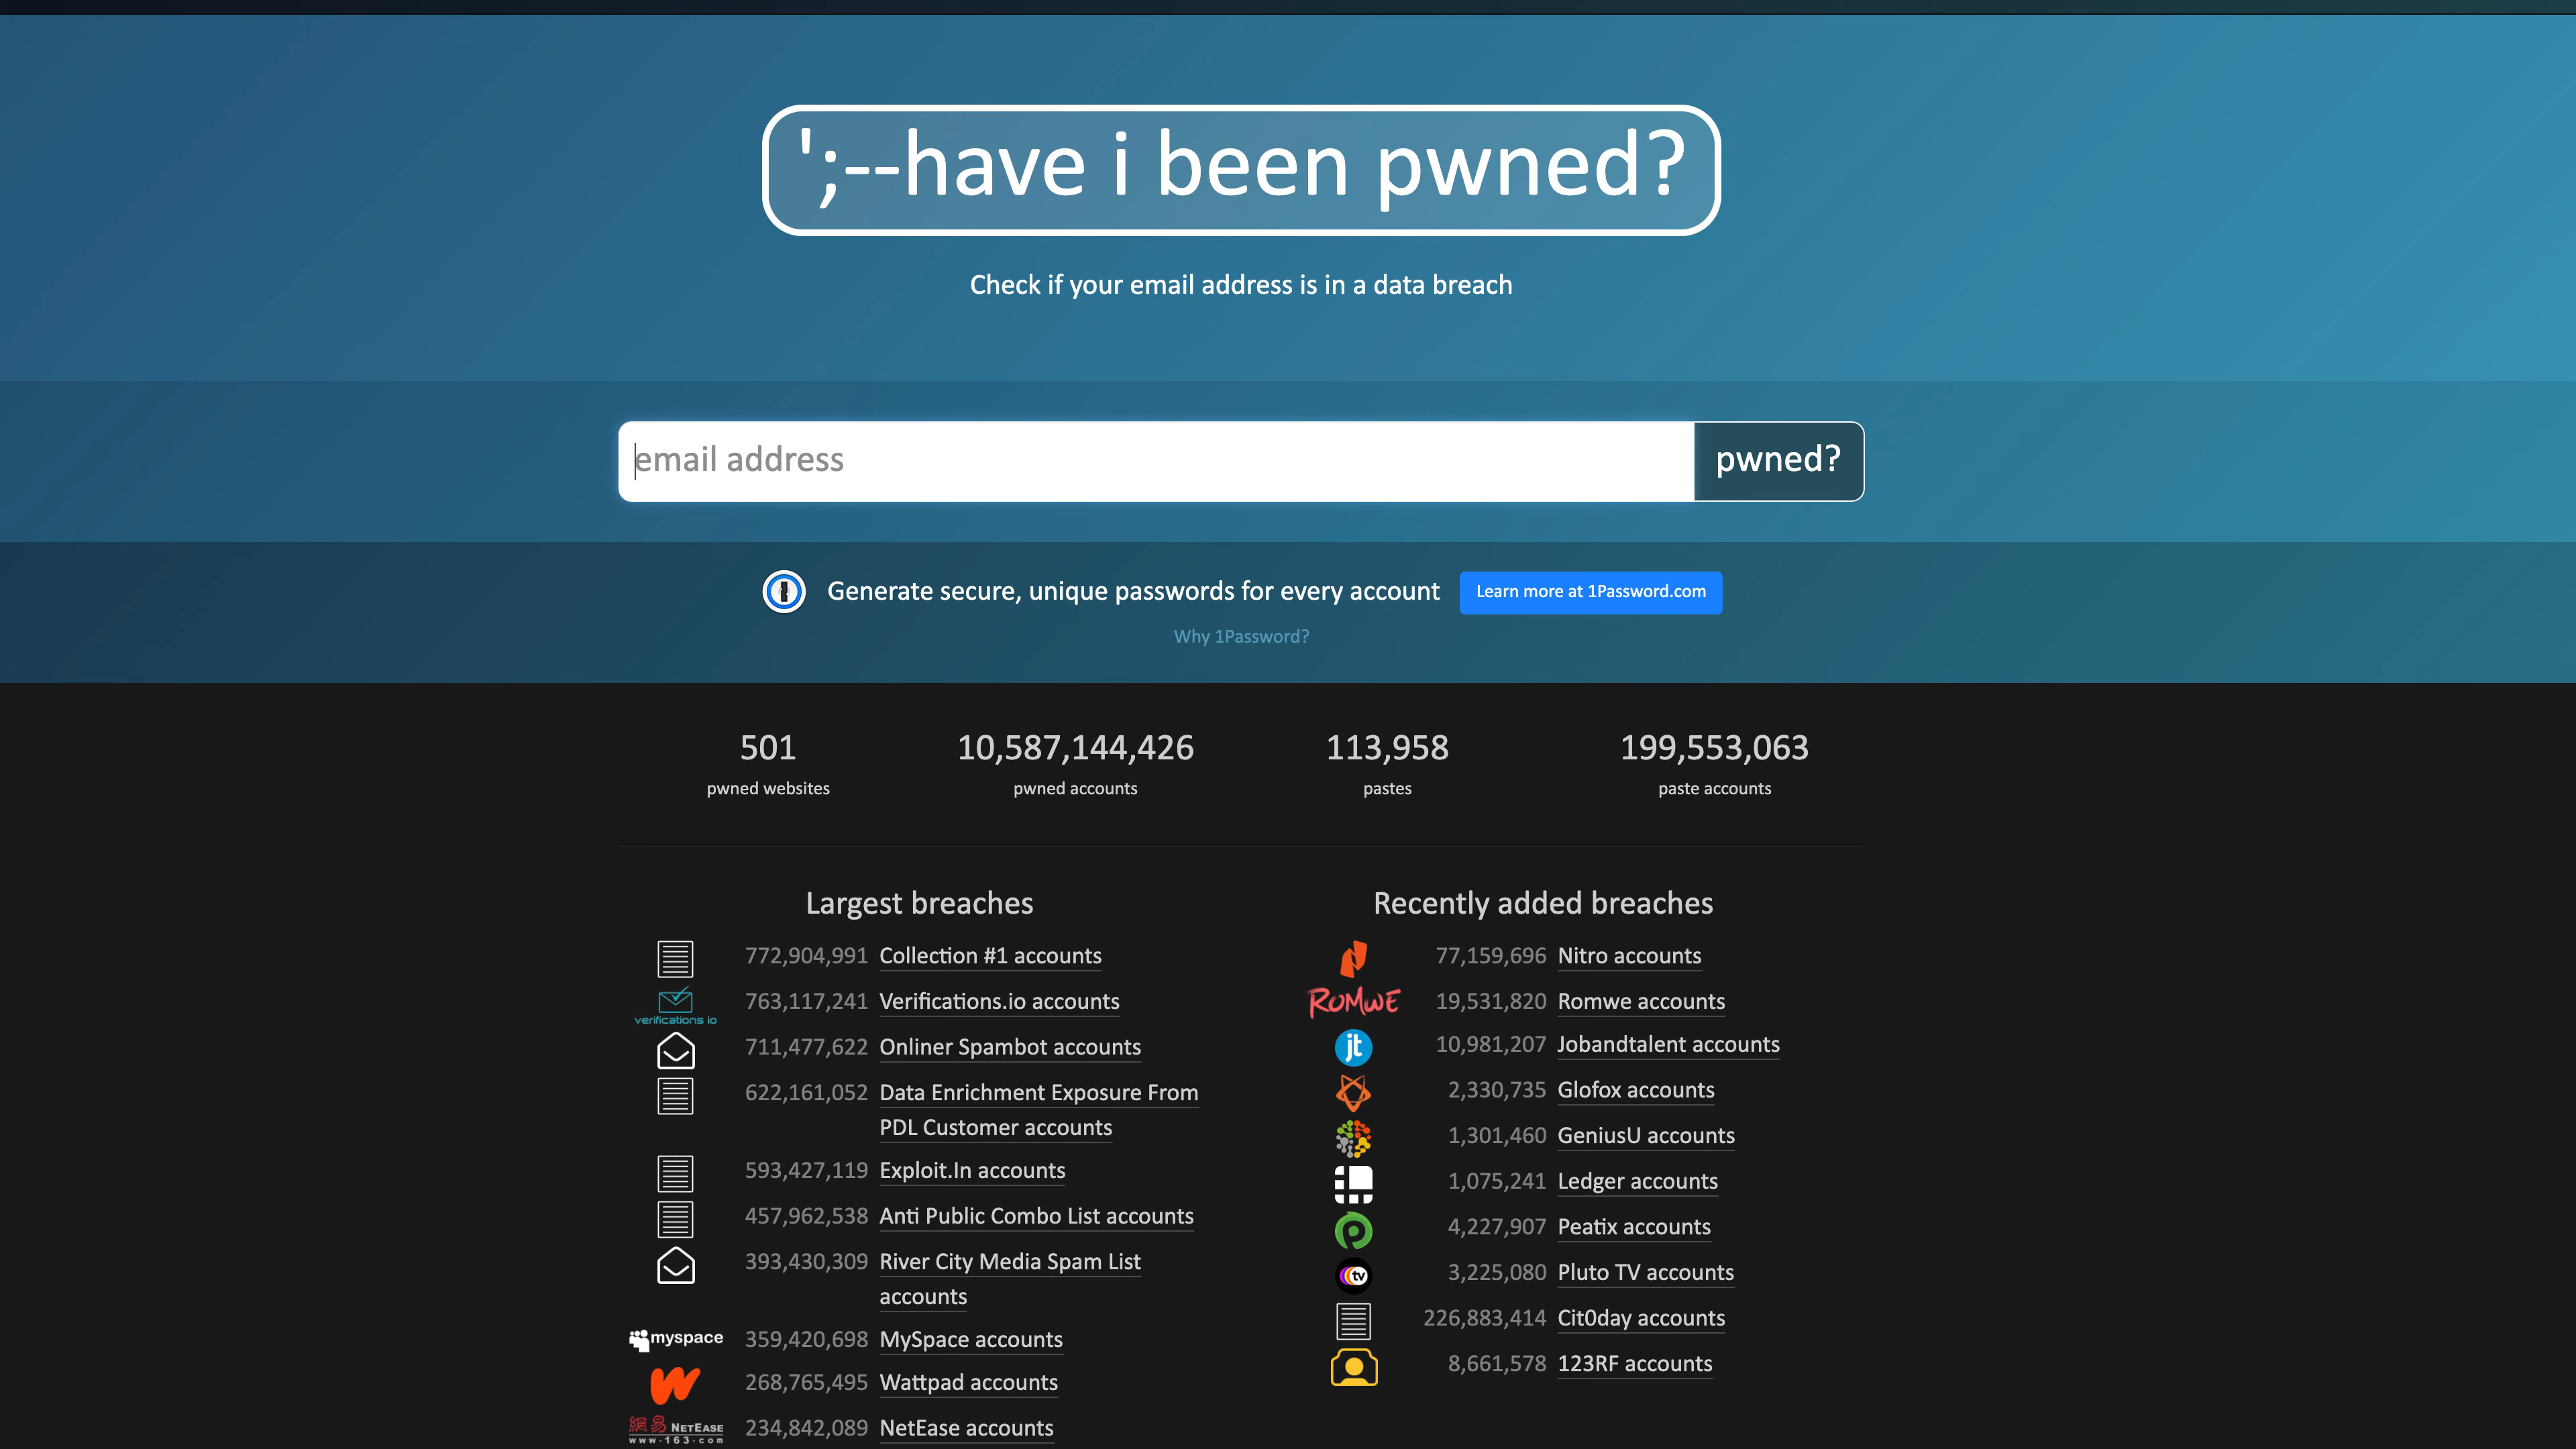 ';--have i been pwned?
Check if your email address is in a data breach
email address
pwned?
Generate secure, unique passwords for every account
Learn more at 1Password.com
Why 1Password?
501
pwned websites
10,587,144,426
pwned accounts
113,958
pastes
199,553,063
paste accounts
Largest breaches
772,904,991 Collection #1 accounts
verifications io
763,117,241 Verifications.io accounts
711,477,622 Onliner Spambot accounts
622,161,052 Data Enrichment Exposure From
PDL Customer accounts
593,427,119 Exploit.In accounts
457,962,538 Anti Public Combo List accounts
393,430,309 River City Media Spam List
accounts
myspace 359,420,698 MySpace accounts
268,765,495 Wattpad accounts
網易 NETEASE
www.163.com
234,842,089 NetEase accounts
Recently added breaches
77,159,696 Nitro accounts
ROMWE 19,531,820 Romwe accounts
jt 10,981,207 Jobandtalent accounts
2,330,735 Glofox accounts
1,301,460 GeniusU accounts
1,075,241 Ledger accounts
4,227,907 Peatix accounts
tv 3,225,080 Pluto TV accounts
226,883,414 Cit0day accounts
8,661,578 123RF accounts